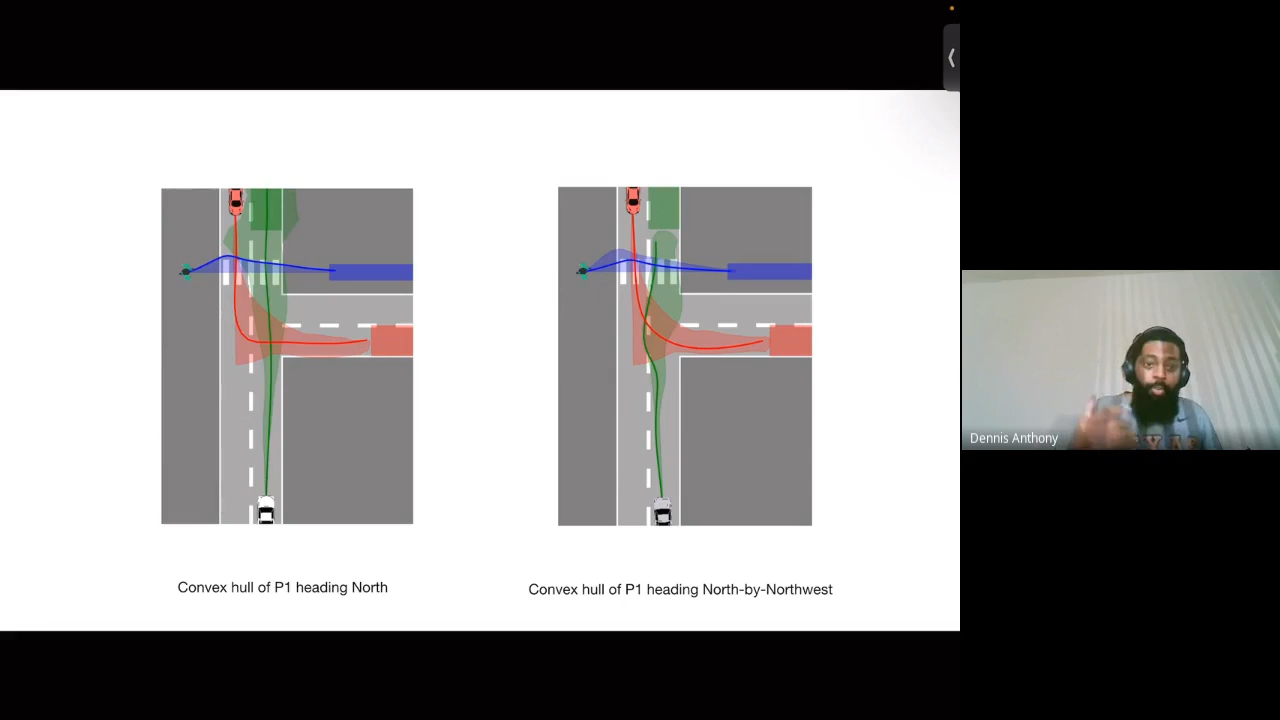 Convex hull of P1 heading North
Convex hull of P1 heading North-by-Northwest
Dennis Anthony